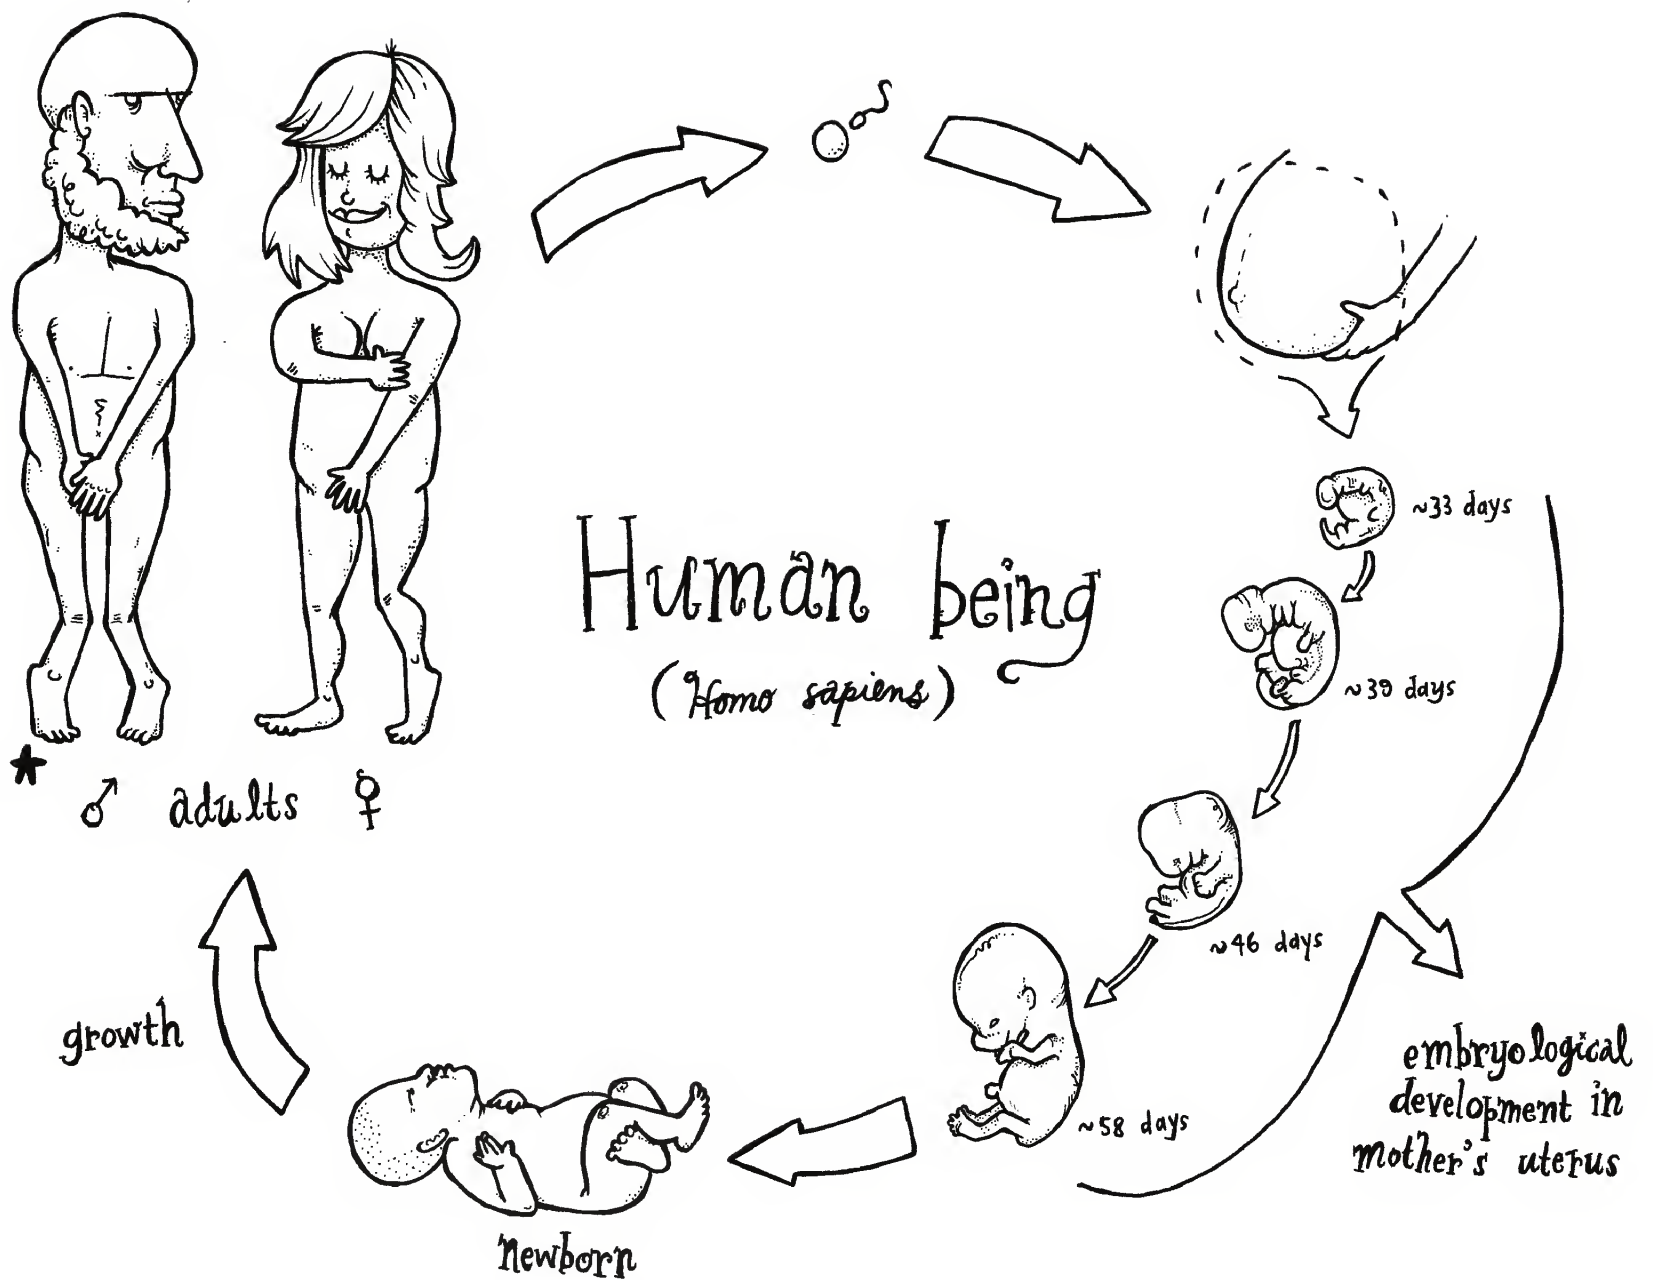 Human being
(Homo sapiens)
♂ adults ♀
~33 days
~39 days
~46 days
~58 days
embryological
development in
mother's uterus
newborn
growth